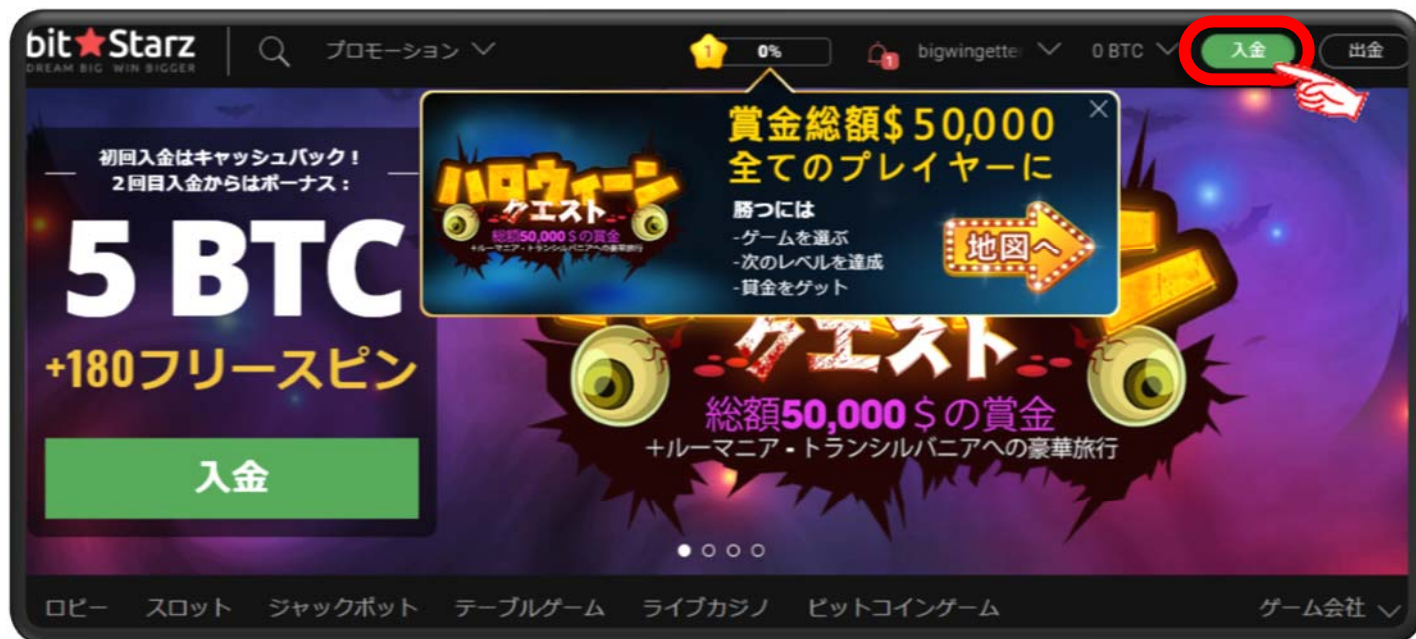 bit★Starz
DREAM BIG WIN BIGGER
プロモーション
1
0%
1
bigwingetter
0 BTC
入金
出金
初回入金はキャッシュバック！
2回目入金からはボーナス：
5 BTC
+180フリースピン
入金
ハロウィーン
クエスト
総額50,000＄の賞金
＋ルーマニア-トランシルバニアへの豪華旅行
賞金総額$50,000
全てのプレイヤーに
勝つには
-ゲームを選ぶ
-次のレベルを達成
-賞金をゲット
地図へ
クエスト
総額50,000＄の賞金
＋ルーマニア-トランシルバニアへの豪華旅行
ロビー
スロット
ジャックポット
テーブルゲーム
ライブカジノ
ビットコインゲーム
ゲーム会社